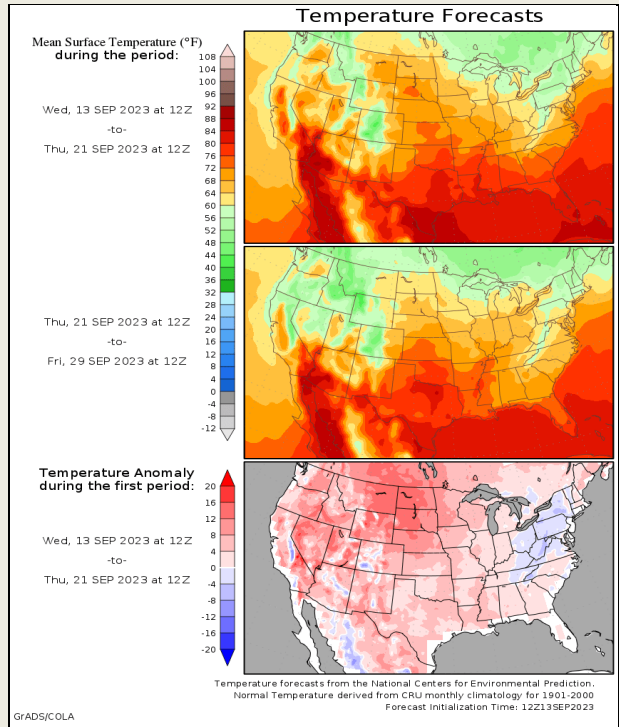 Temperature Forecasts
Mean Surface Temperature (°F)
during the period:
108
104
100
96
92
88
84
80
76
72
68
64
60
56
52
48
44
40
36
32
28
24
20
16
12
8
4
0
-4
-8
-12
Wed, 13 SEP 2023 at 12Z
-to-
Thu, 21 SEP 2023 at 12Z
Thu, 21 SEP 2023 at 12Z
-to-
Fri, 29 SEP 2023 at 12Z
Temperature Anomaly
during the first period:
20
16
12
8
4
0
-4
-8
-12
-16
-20
Wed, 13 SEP 2023 at 12Z
-to-
Thu, 21 SEP 2023 at 12Z
Temperature forecasts from the National Centers for Environmental Prediction.
Normal Temperature derived from CRU monthly climatology for 1901-2000
Forecast Initialization Time: 12Z13SEP2023
GrADS/COLA